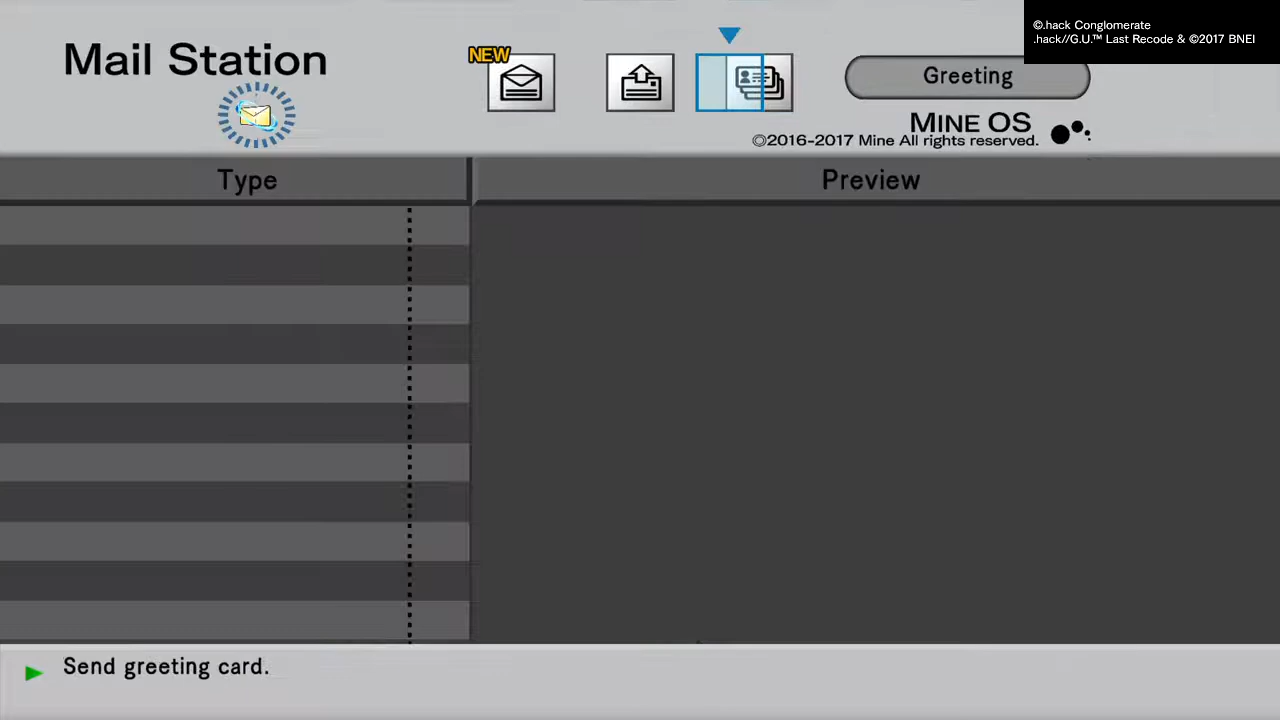 ©.hack Conglomerate
.hack//G.U.™ Last Recode & ©2017 BNEI
Mail Station
NEW
Greeting
MINE OS
©2016-2017 Mine All rights reserved.
Type
Preview
Send greeting card.